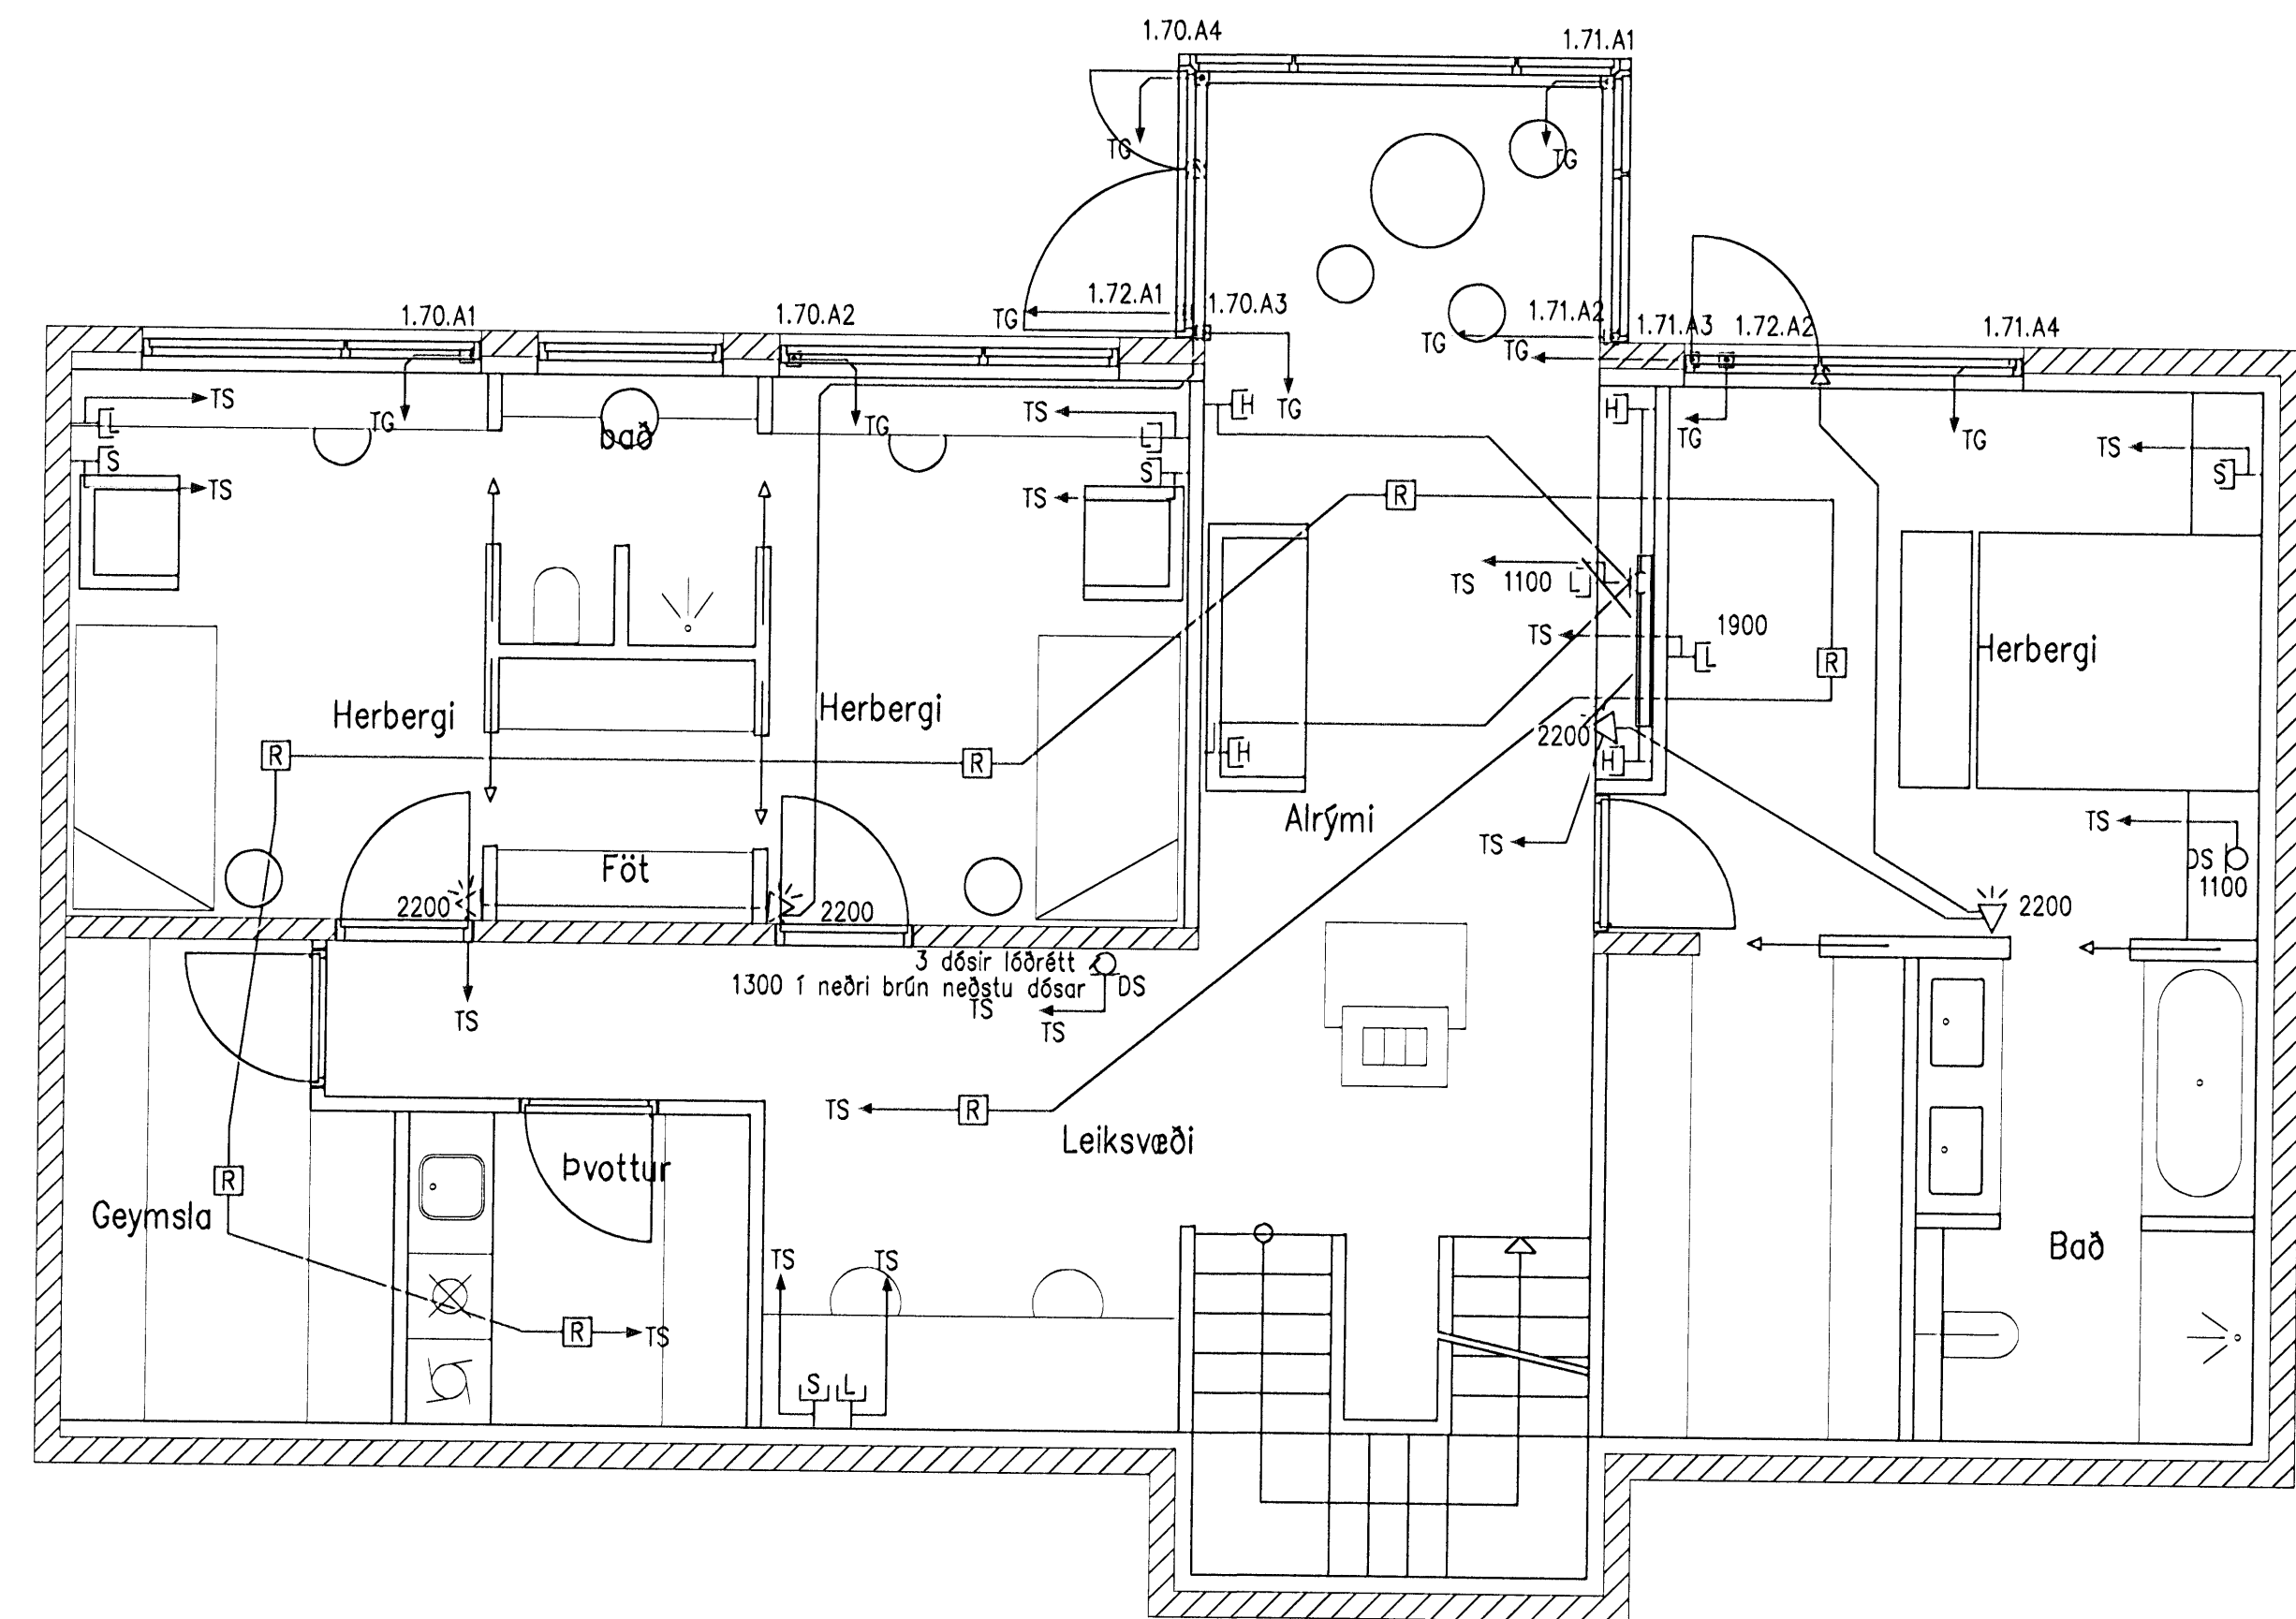 1.70.A4
1.71.A1
TG
TG
1.70.A1
1.70.A2
TG
1.72.A1
1.70.A3
1.71.A2
1.71.A3
1.72.A2
1.71.A4
TG
TG
TS
L
TG
bað
TG
TS
L
H
TG
H
TG
TG
TS
S
S
TS
S
TS
R
TS
1100
L
TS
1900
L
R
Herbergi
Herbergi
Herbergi
R
R
2200
H
H
Alrými
TS
TS
DS
1100
Föt
2200
2200
2200
3 dósir lóðrétt
1300 í neðri brún neðstu dósar
DS
TS
TS
TS
TS
R
Leiksvæði
Þvottur
R
Geymsla
Bað
TS
TS
R
TS
S
L